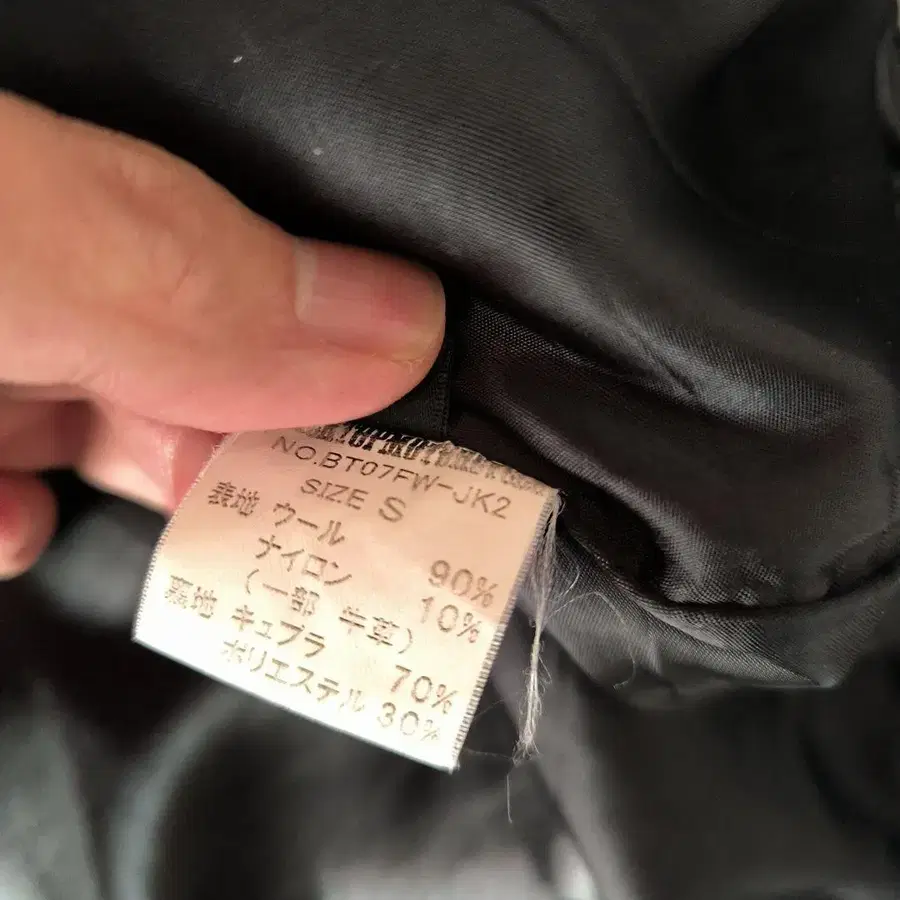 NO.BT07FW-JK2
SIZE S
表地 ウール 90%
ナイロン 10%
(一部 牛革)
裏地 キュプラ 70%
ポリエステル 30%